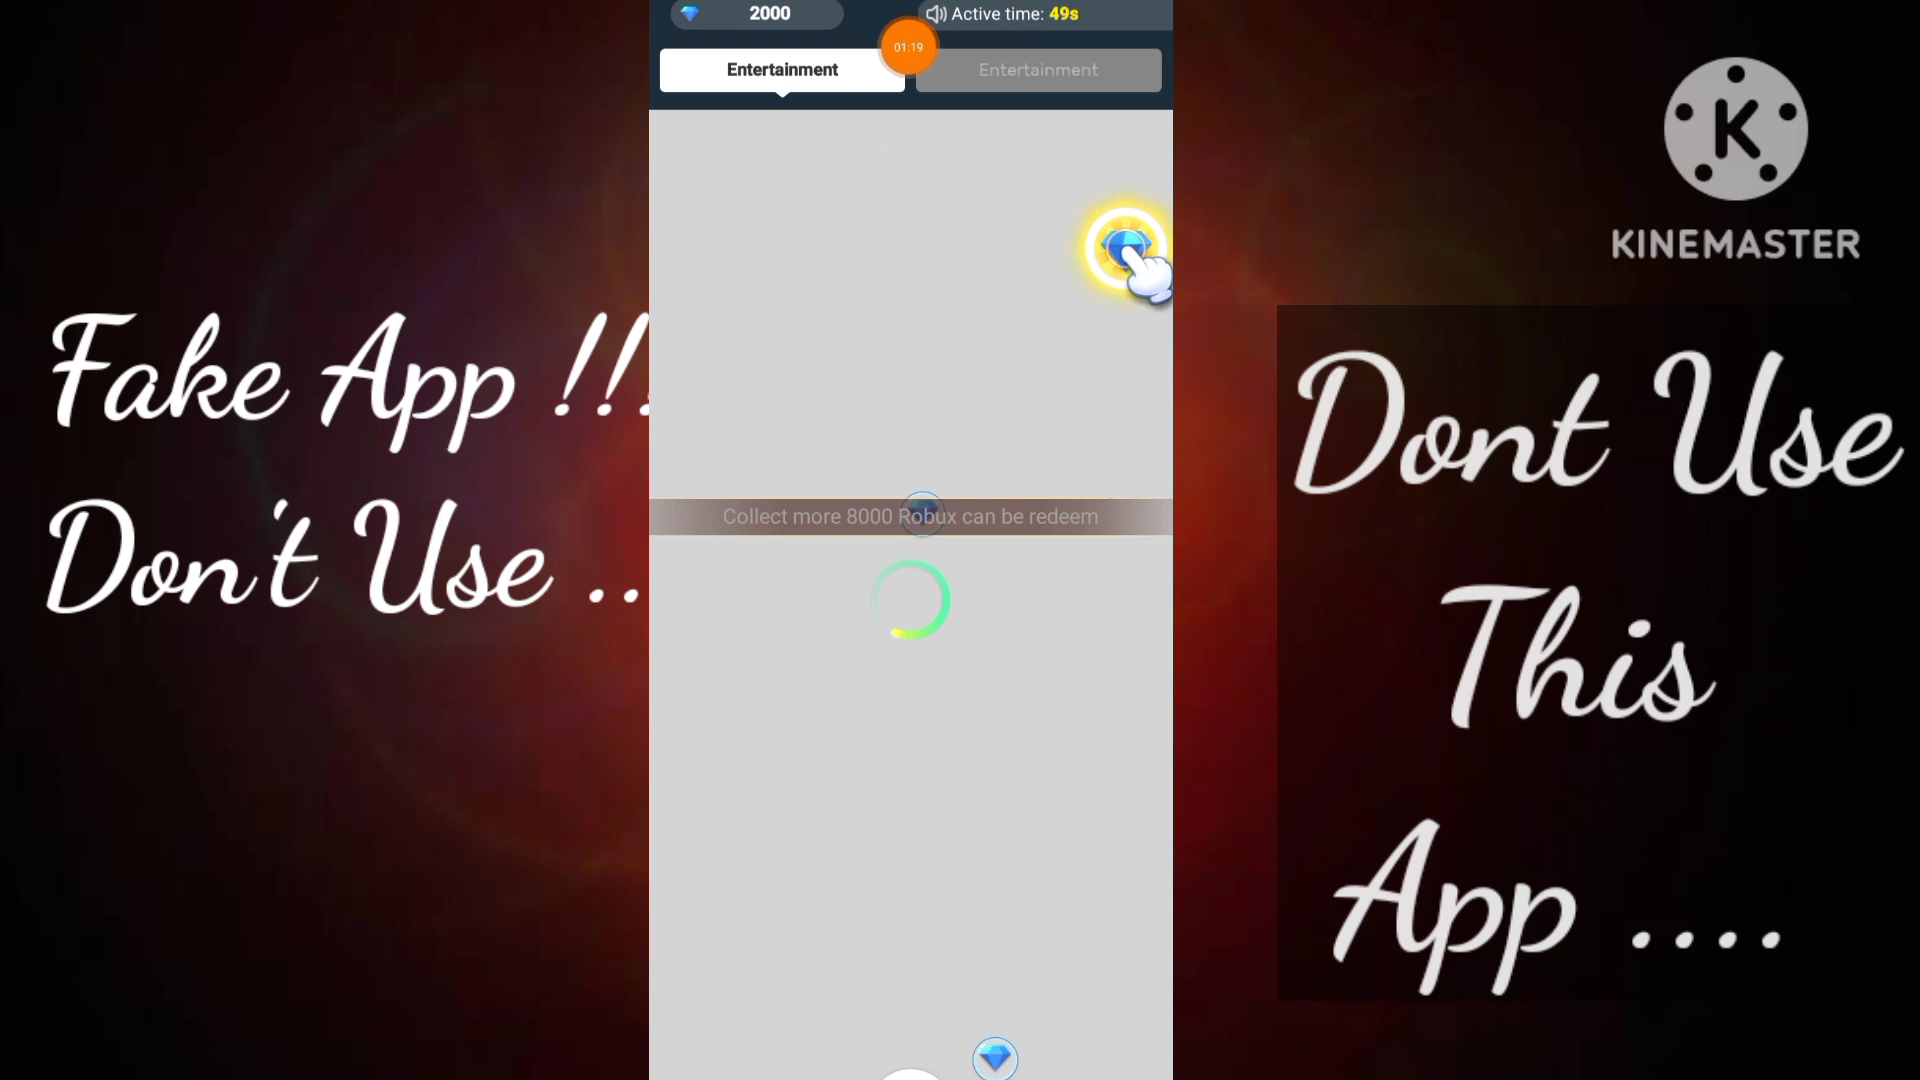 2000
Active time: 49s
01:19
Entertainment
Entertainment
K
KINEMASTER
Fake App !!!
Don't Use ..
Collect more 8000 Robux can be redeem
Dont Use
This
App ....